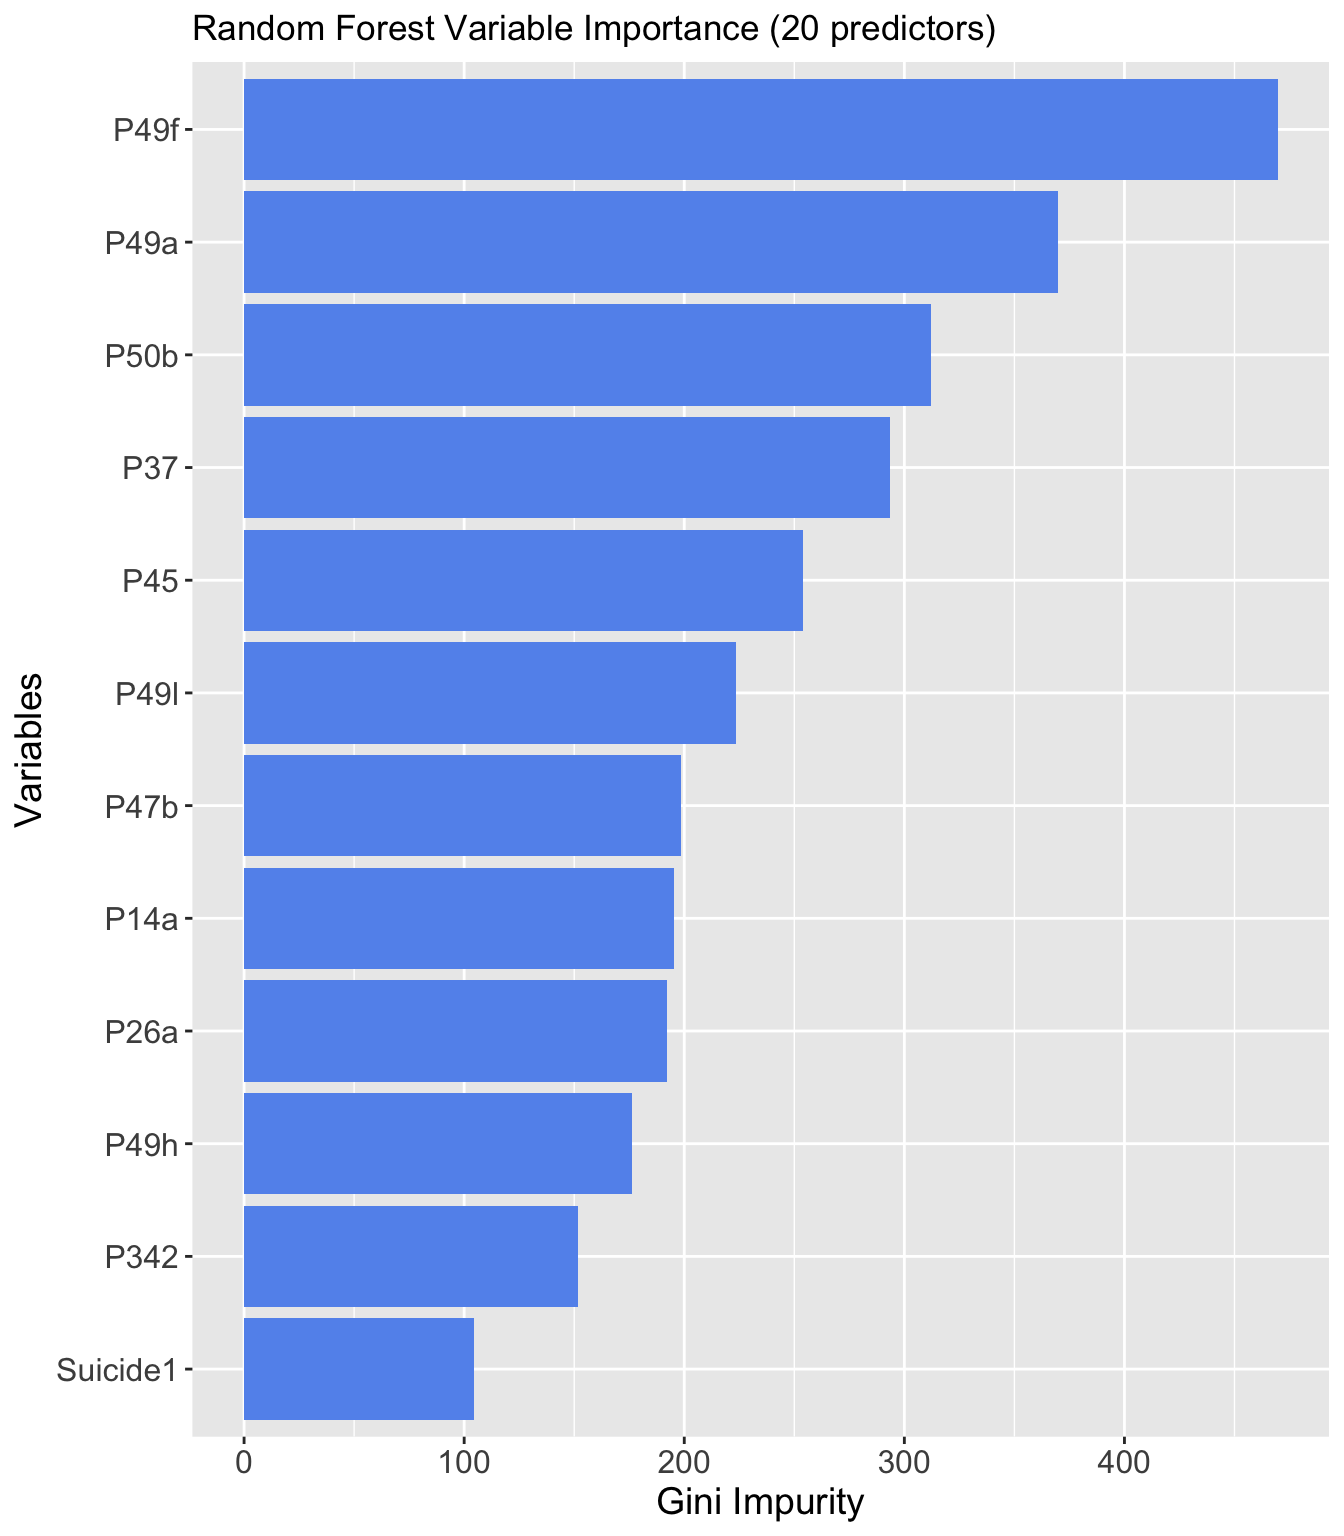 Random Forest Variable Importance (20 predictors)
P49f
P49a
P50b
P37
P45
P49l
P47b
P14a
P26a
P49h
P342
Suicide1
Variables
0 100 200 300 400
Gini Impurity